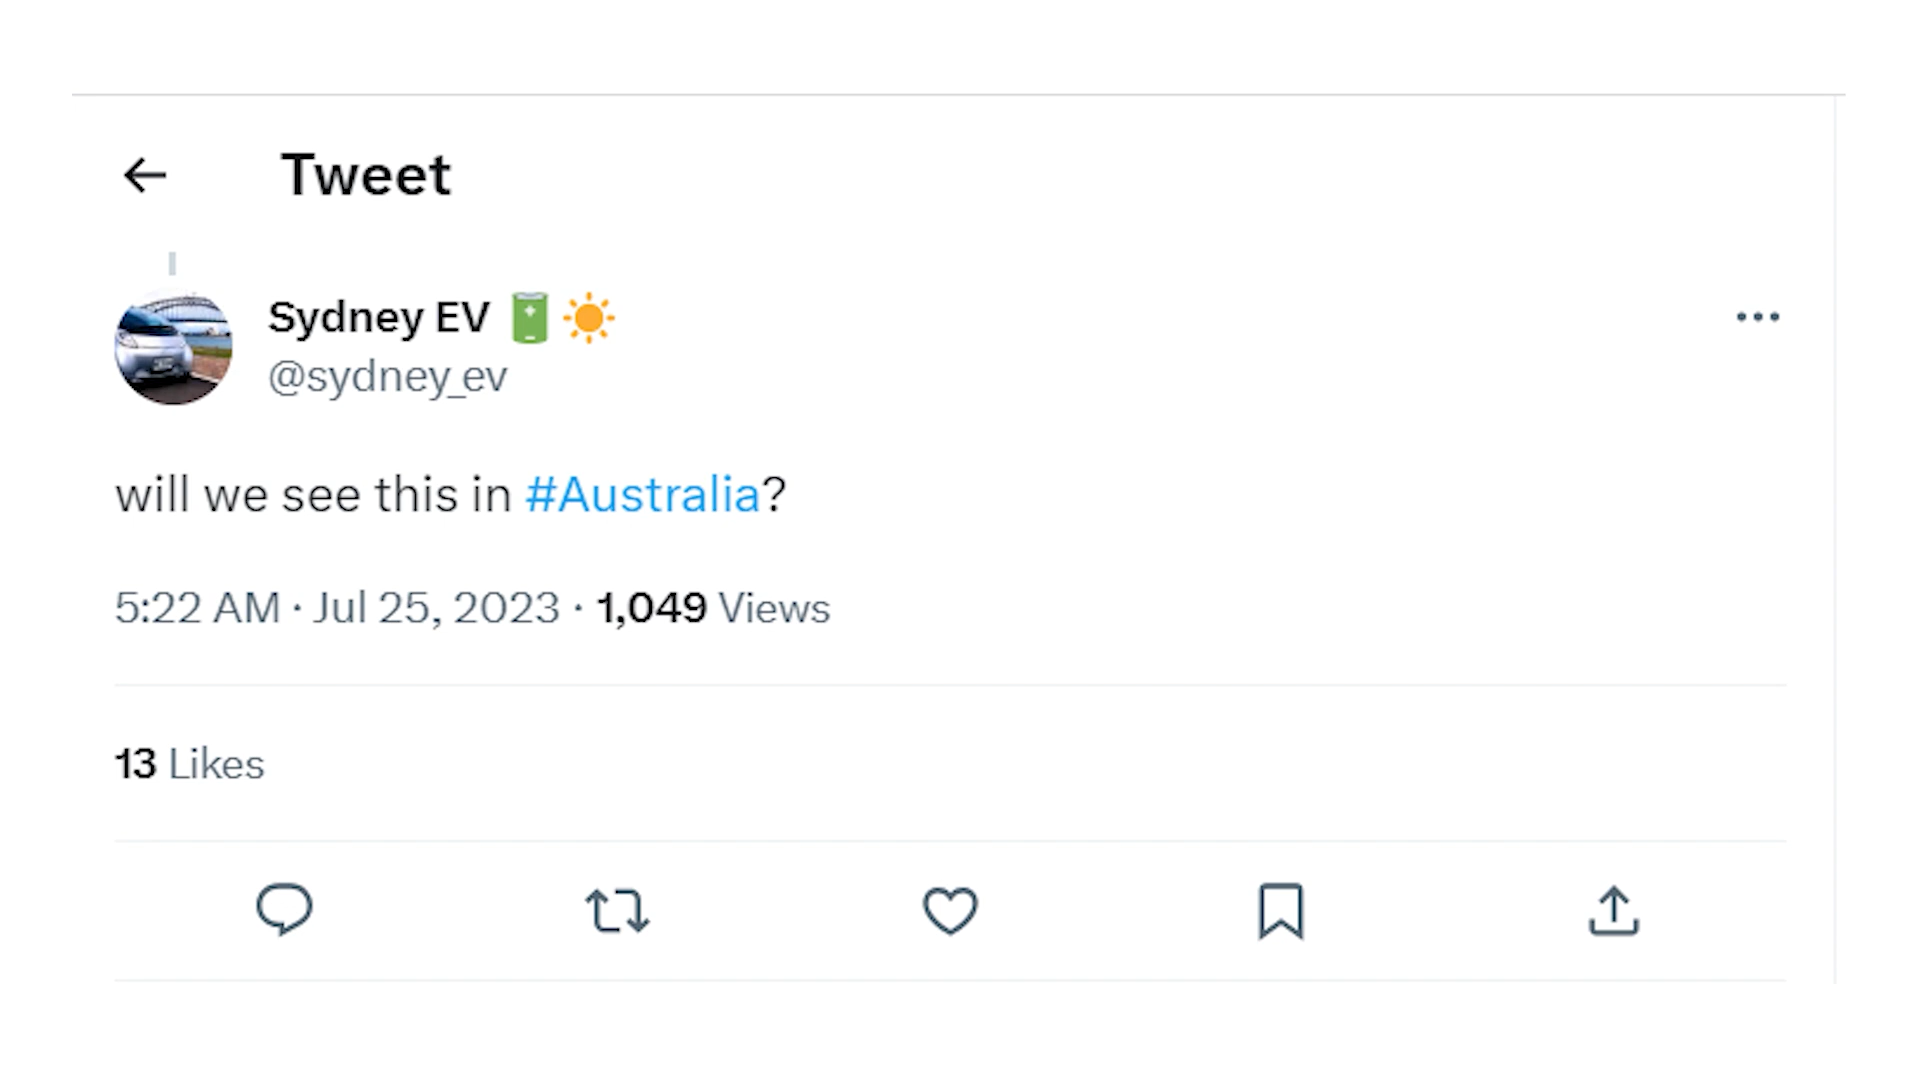 Tweet
Sydney EV 🔋☀️
@sydney_ev
will we see this in #Australia?
5:22 AM · Jul 25, 2023 · 1,049 Views
13 Likes